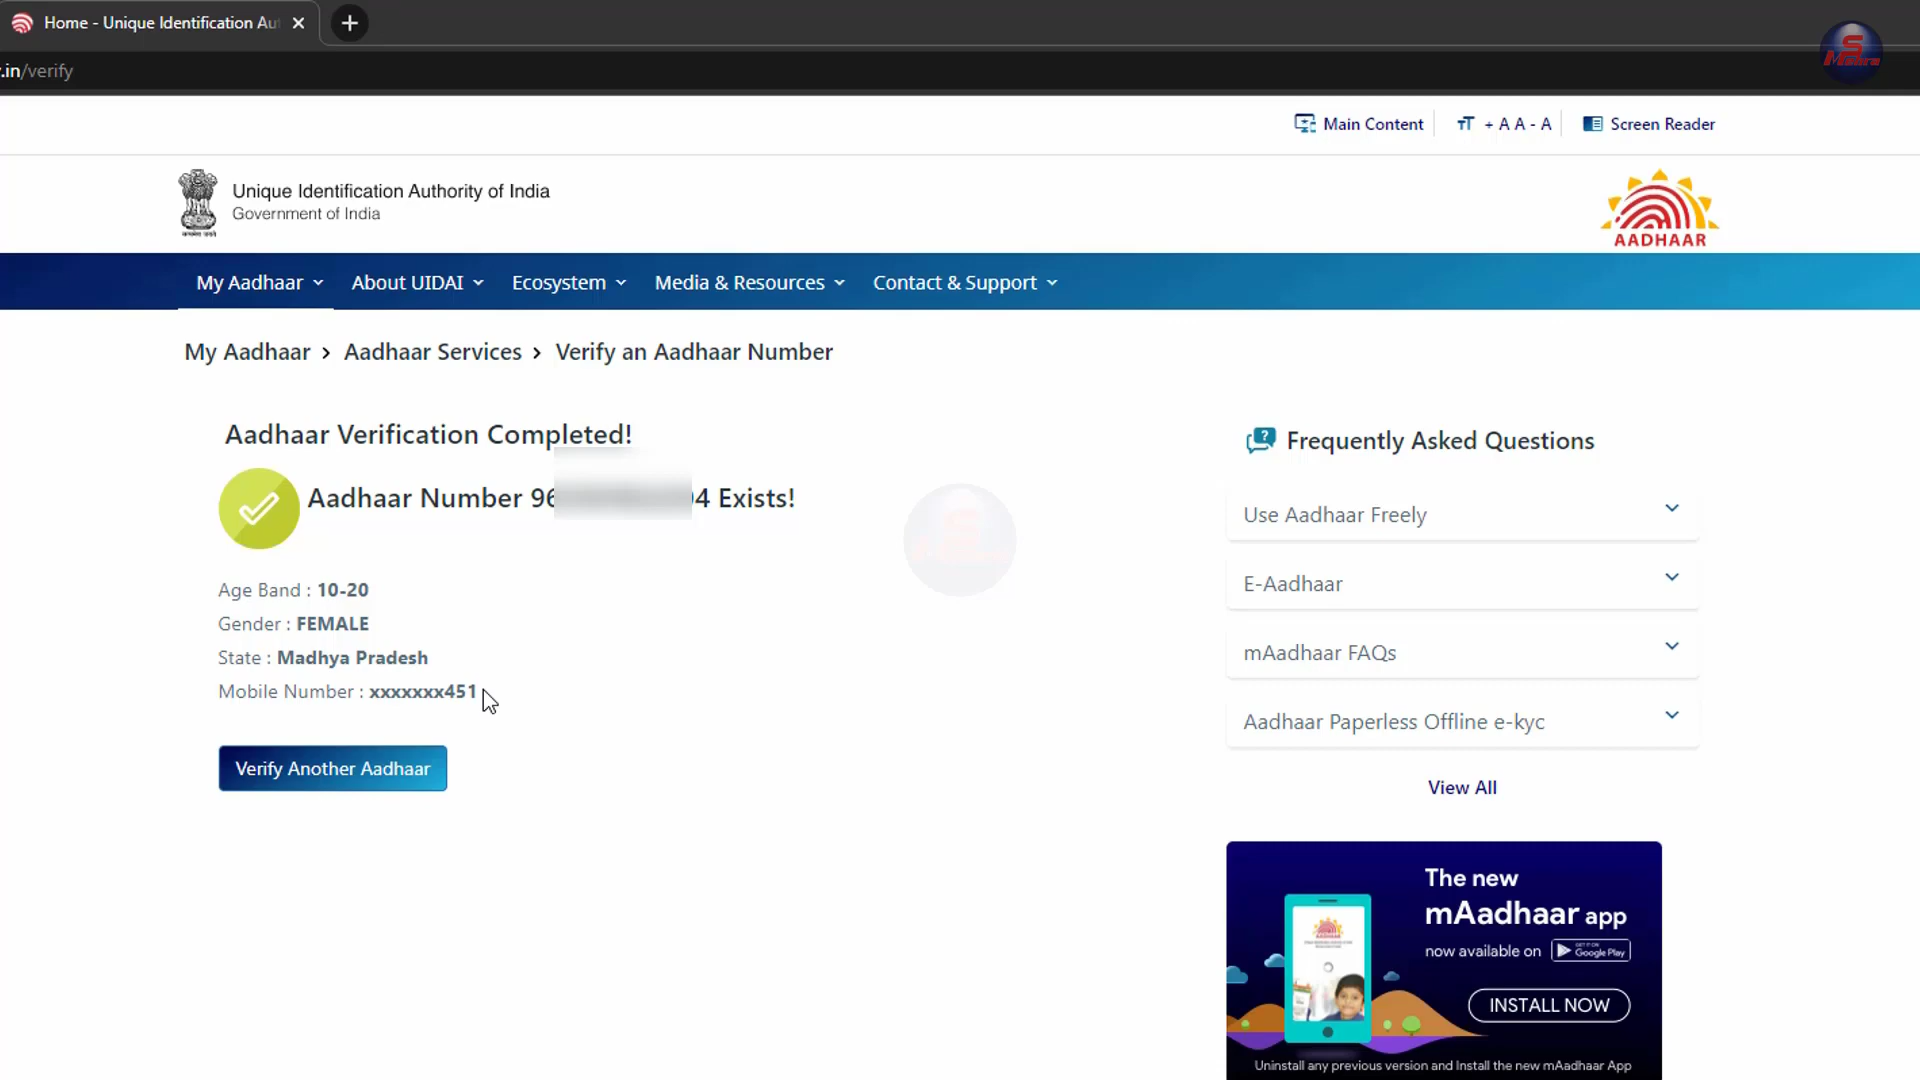 Home - Unique Identification Au
.in/verify
S
Main Content
+ A A - A
Screen Reader
Unique Identification Authority of India
Government of India
AADHAAR
My Aadhaar
About UIDAI
Ecosystem
Media & Resources
Contact & Support
My Aadhaar > Aadhaar Services > Verify an Aadhaar Number
Aadhaar Verification Completed!
Aadhaar Number 96 4 Exists!
Age Band : 10-20
Gender : FEMALE
State : Madhya Pradesh
Mobile Number : xxxxxxx451
Verify Another Aadhaar
Frequently Asked Questions
Use Aadhaar Freely
E-Aadhaar
mAadhaar FAQs
Aadhaar Paperless Offline e-kyc
View All
The new
mAadhaar app
now available on
GET IT ON
Google Play
INSTALL NOW
Uninstall any previous version and Install the new mAadhaar App